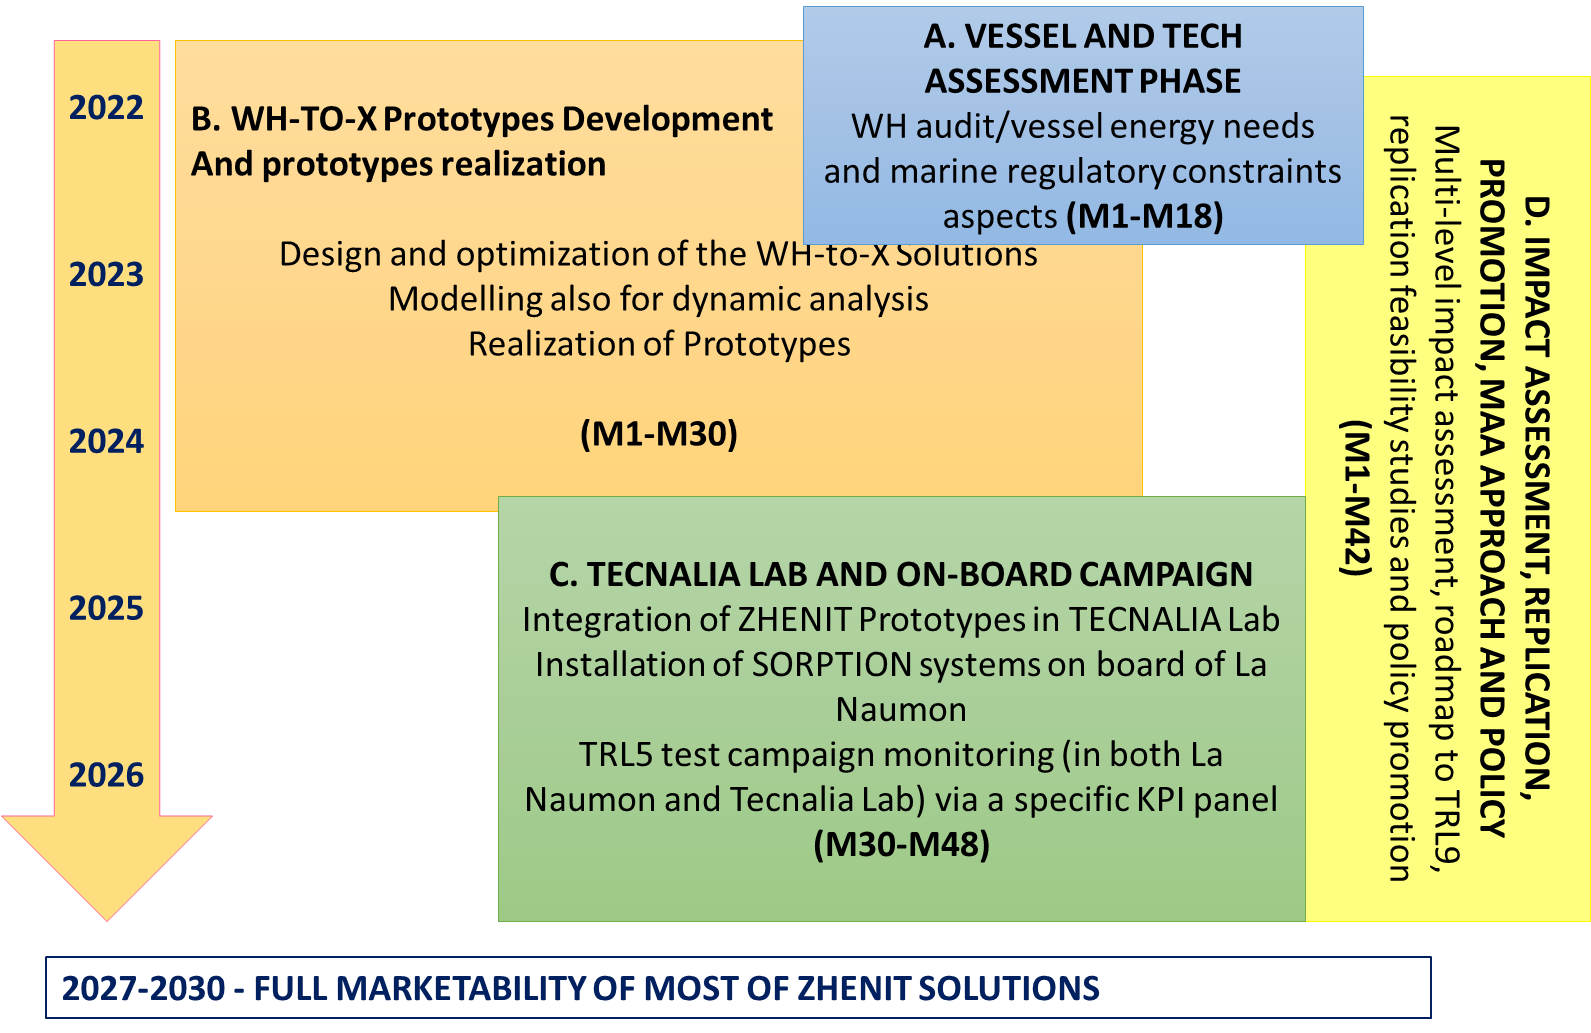 2022
2023
2024
2025
2026
B. WH-TO-X Prototypes Development
And prototypes realization
Design and optimization of the WH-to-X Solutions
Modelling also for dynamic analysis
Realization of Prototypes
(M1-M30)
A. VESSEL AND TECH
ASSESSMENT PHASE
WH audit/vessel energy needs
and marine regulatory constraints
aspects (M1-M18)
C. TECNALIA LAB AND ON-BOARD CAMPAIGN
Integration of ZHENIT Prototypes in TECNALIA Lab
Installation of SORPTION systems on board of La
Naumon
TRL5 test campaign monitoring (in both La
Naumon and Tecnalia Lab) via a specific KPI panel
(M30-M48)
D. IMPACT ASSESSMENT, REPLICATION,
PROMOTION, MAA APPROACH AND POLICY
Multi-level impact assessment, roadmap to TRL9,
replication feasibility studies and policy promotion
(M1-M42)
2027-2030 - FULL MARKETABILITY OF MOST OF ZHENIT SOLUTIONS